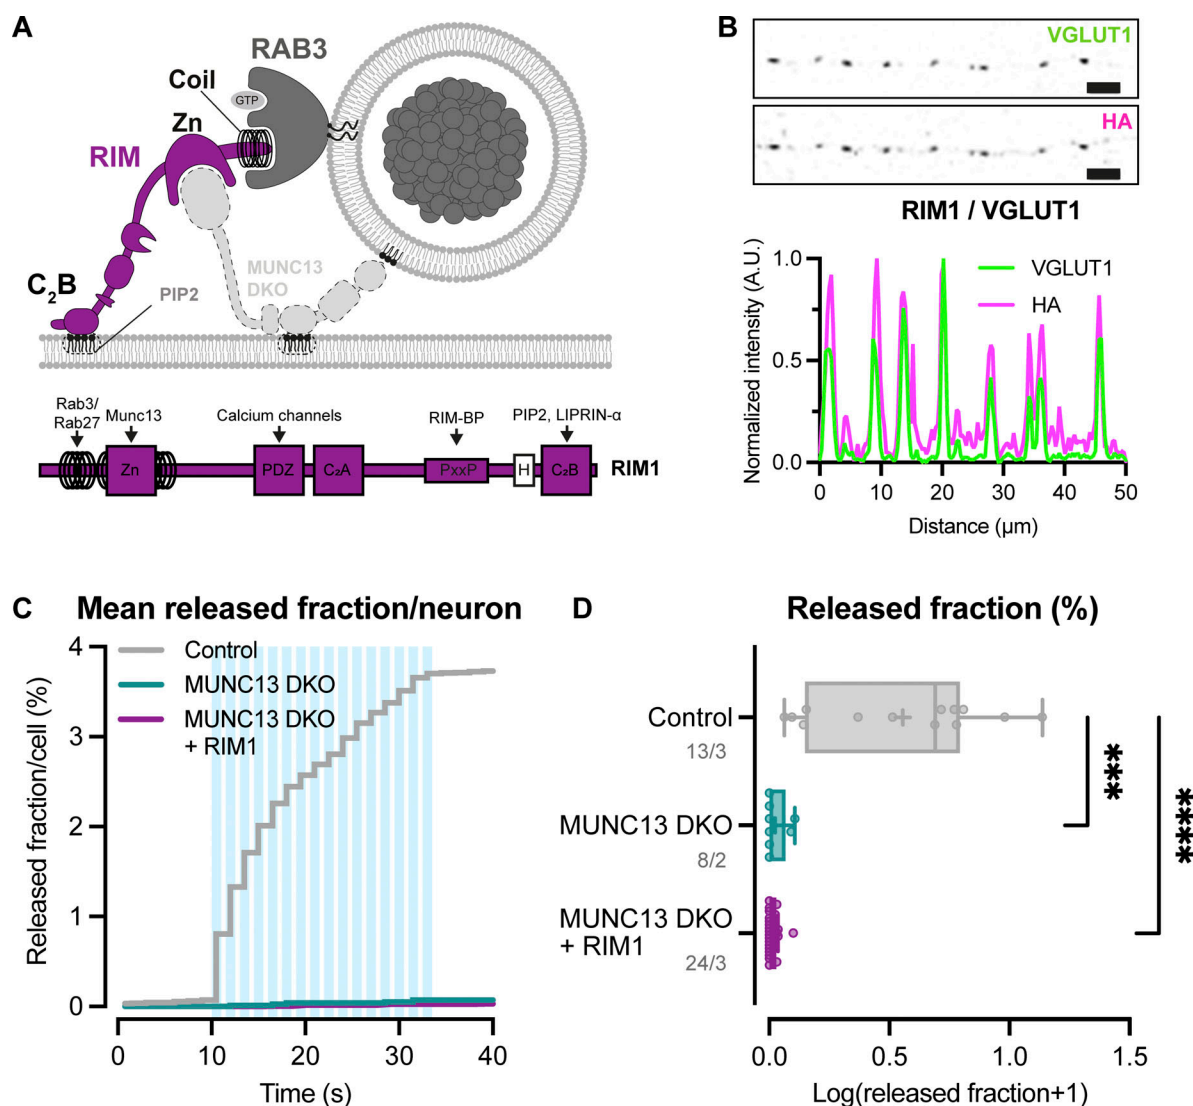 A
RAB3
Coil
GTP
Zn
RIM
MUNC13
DKO
C₂B
PIP2
Rab3/
Rab27
Munc13
Calcium channels
RIM-BP
PIP2, LIPRIN-α
Zn
PDZ
C₂A
PxxP
H
C₂B
RIM1
B
VGLUT1
HA
RIM1 / VGLUT1
Normalized intensity (A.U.)
1.0
0.5
0.0
VGLUT1
HA
0 10 20 30 40 50
Distance (µm)
C
Mean released fraction/neuron
Released fraction/cell (%)
4
3
2
1
0
Control
MUNC13 DKO
MUNC13 DKO
+ RIM1
0 10 20 30 40
Time (s)
D
Released fraction (%)
Control
13/3
MUNC13 DKO
8/2
MUNC13 DKO
+ RIM1
24/3
***
****
0.0 0.5 1.0 1.5
Log(released fraction+1)